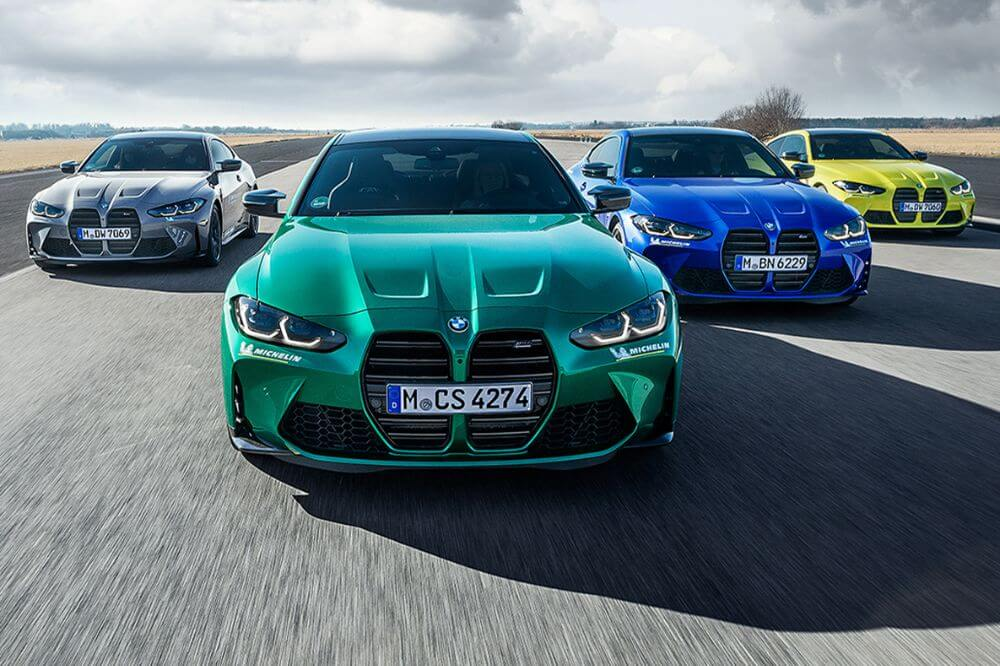 M DW 7069
M CS 4274
D
MICHELIN
MICHELIN
M BN 6229
M DW 7060